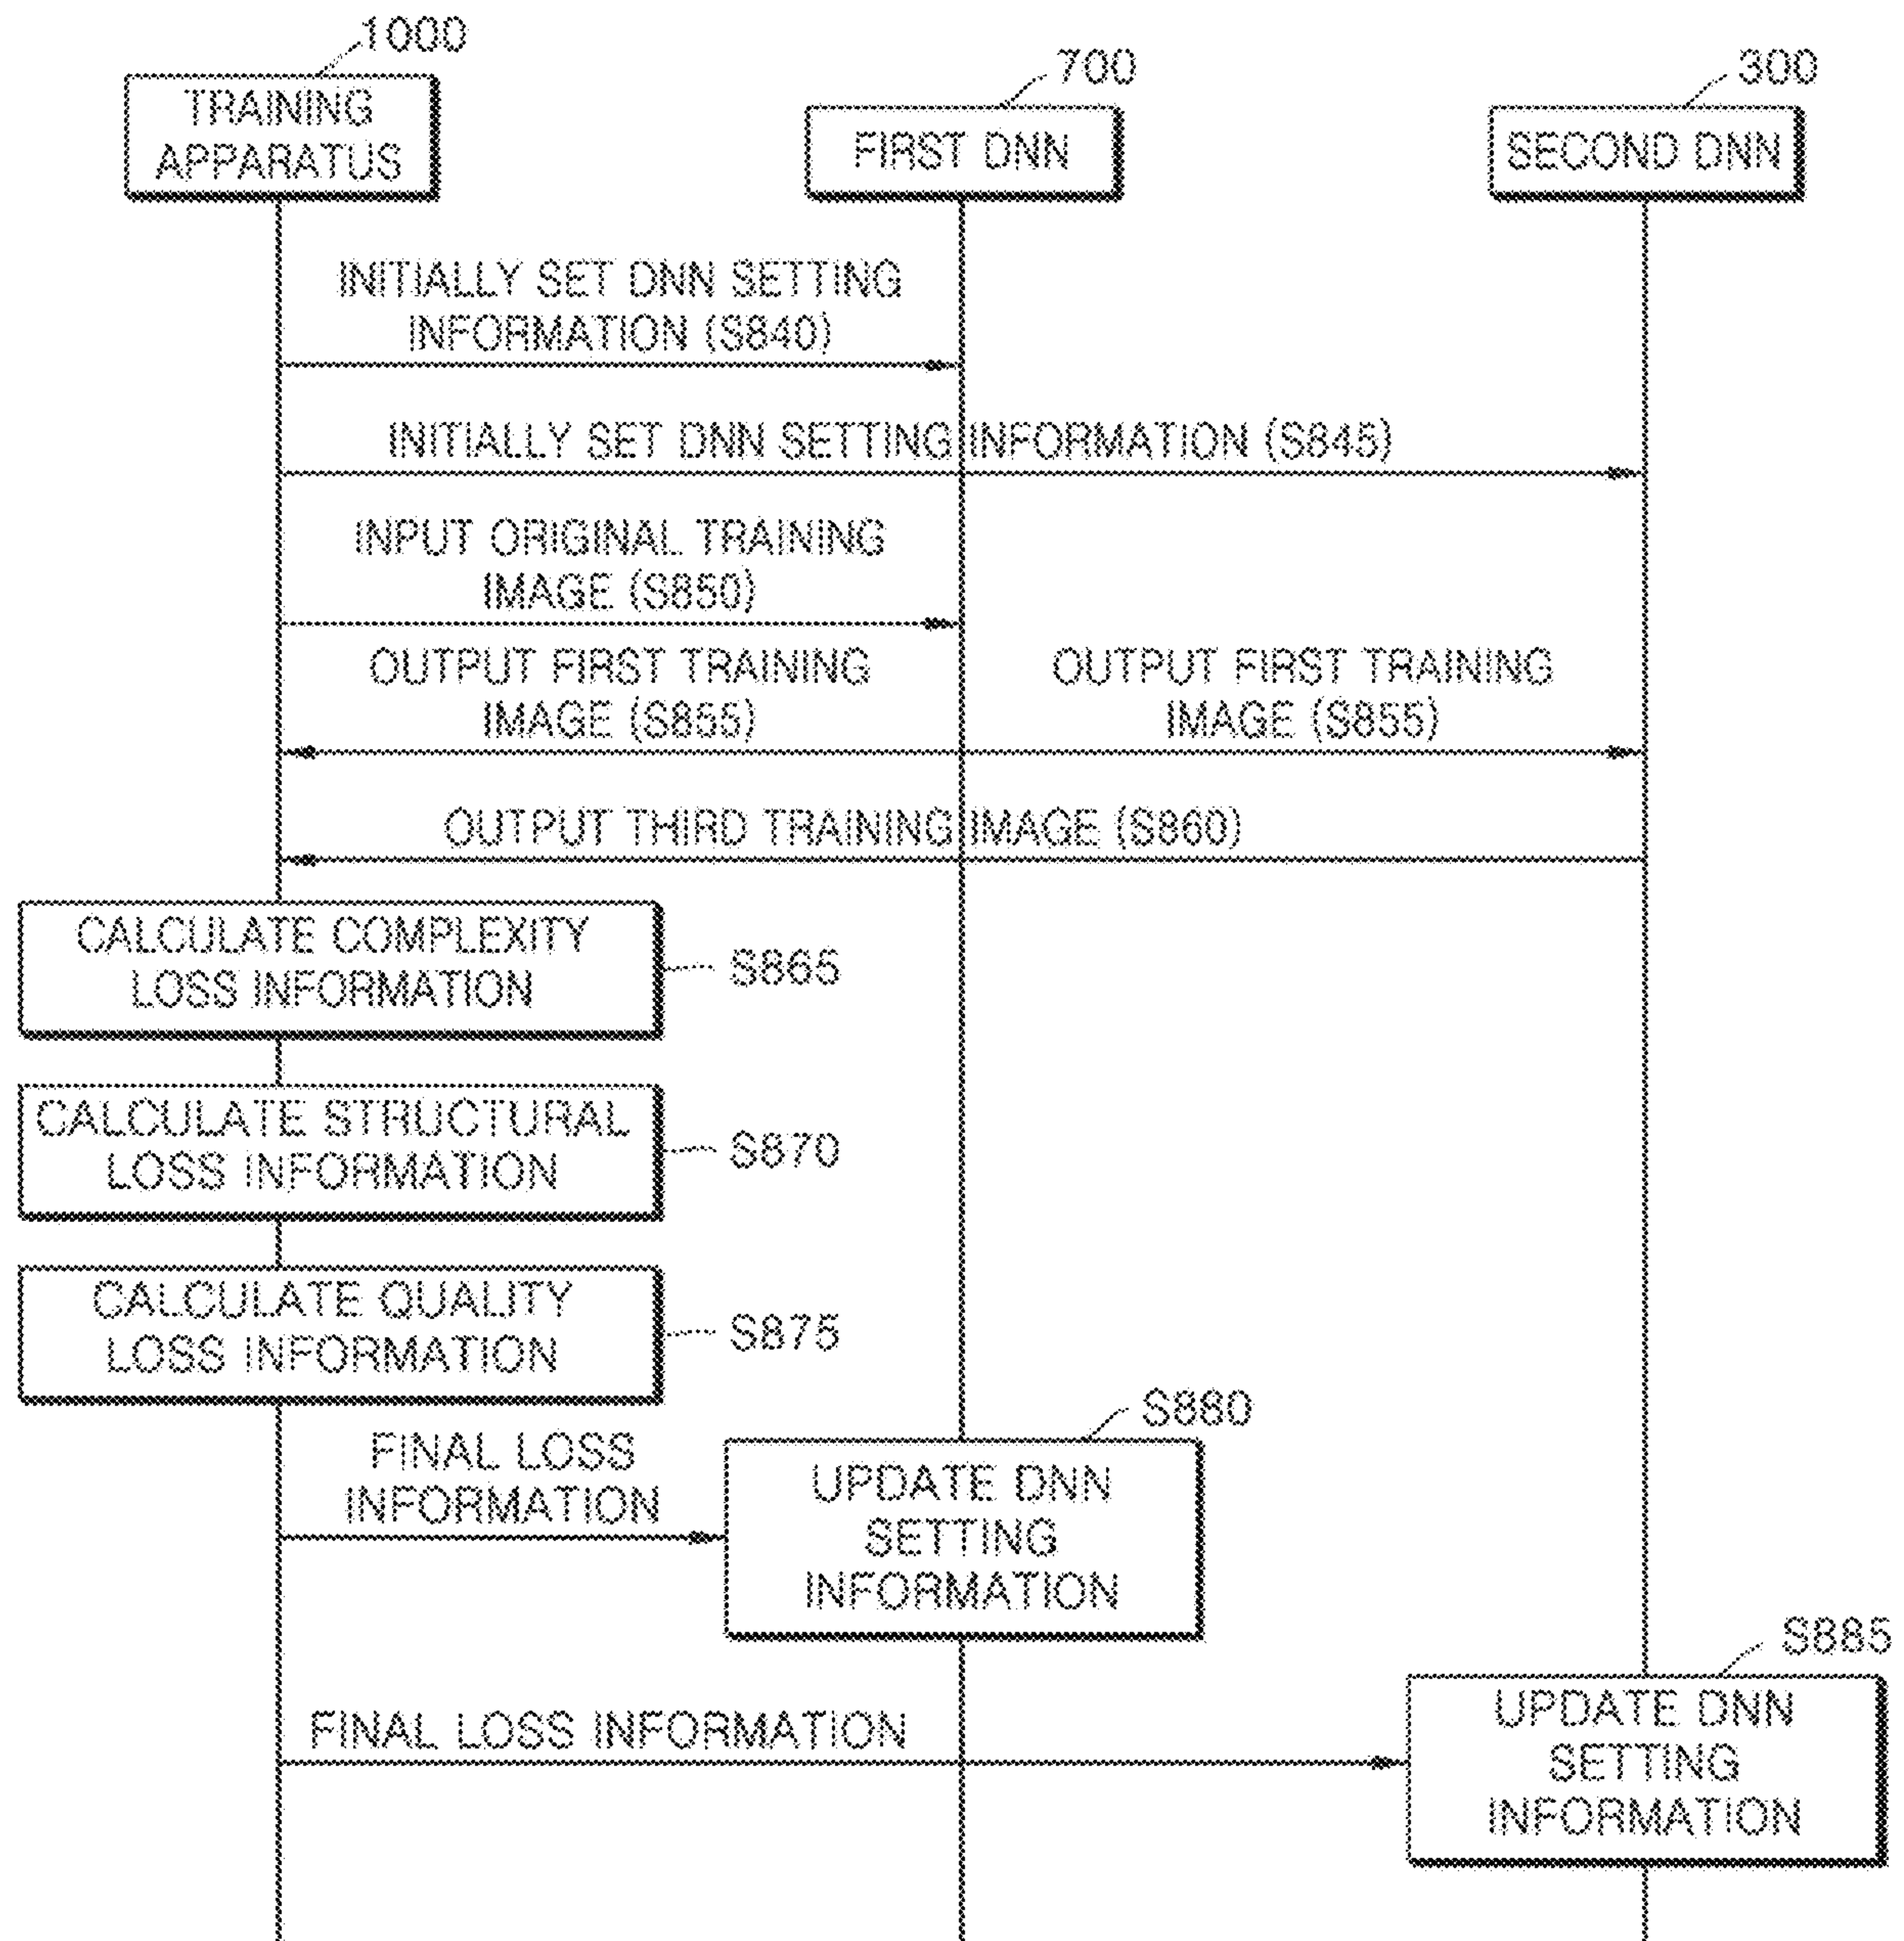 1000
700
300
TRAINING
APPARATUS
FIRST DNN
SECOND DNN
INITIALLY SET DNN SETTING
INFORMATION (S840)
INITIALLY SET DNN SETTING INFORMATION (S845)
INPUT ORIGINAL TRAINING
IMAGE (S850)
OUTPUT FIRST TRAINING
IMAGE (S855)
OUTPUT FIRST TRAINING
IMAGE (S855)
OUTPUT THIRD TRAINING IMAGE (S860)
CALCULATE COMPLEXITY
LOSS INFORMATION
S865
CALCULATE STRUCTURAL
LOSS INFORMATION
S870
CALCULATE QUALITY
LOSS INFORMATION
S875
FINAL LOSS
INFORMATION
S880
UPDATE DNN
SETTING
INFORMATION
FINAL LOSS INFORMATION
S885
UPDATE DNN
SETTING
INFORMATION